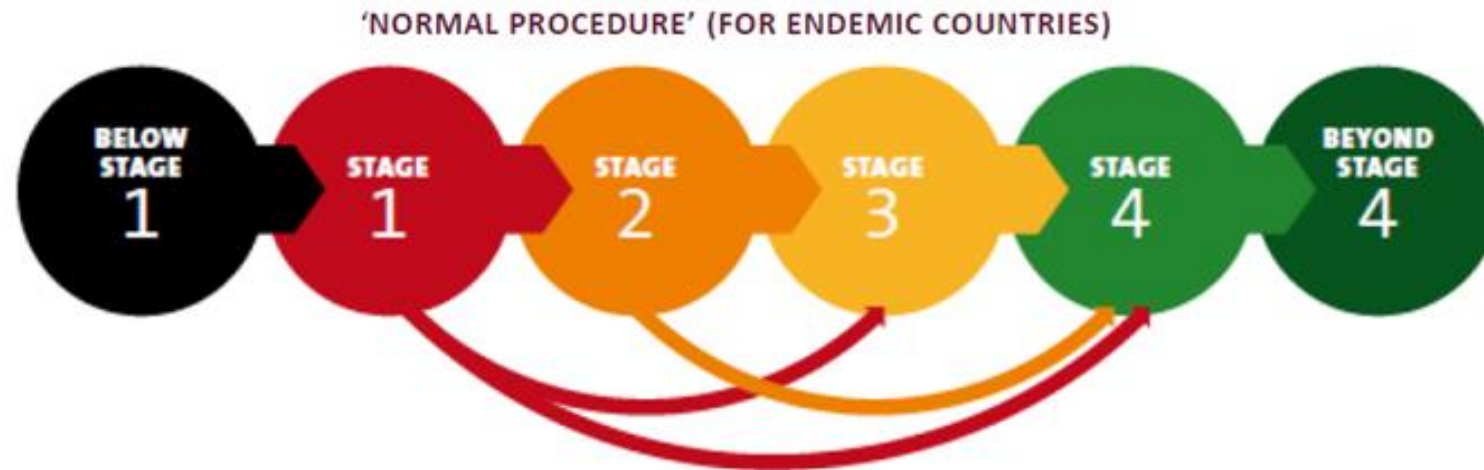 ‘NORMAL PROCEDURE’ (FOR ENDEMIC COUNTRIES)
BELOW
STAGE
1
STAGE
1
STAGE
2
STAGE
3
STAGE
4
BEYOND
STAGE
4